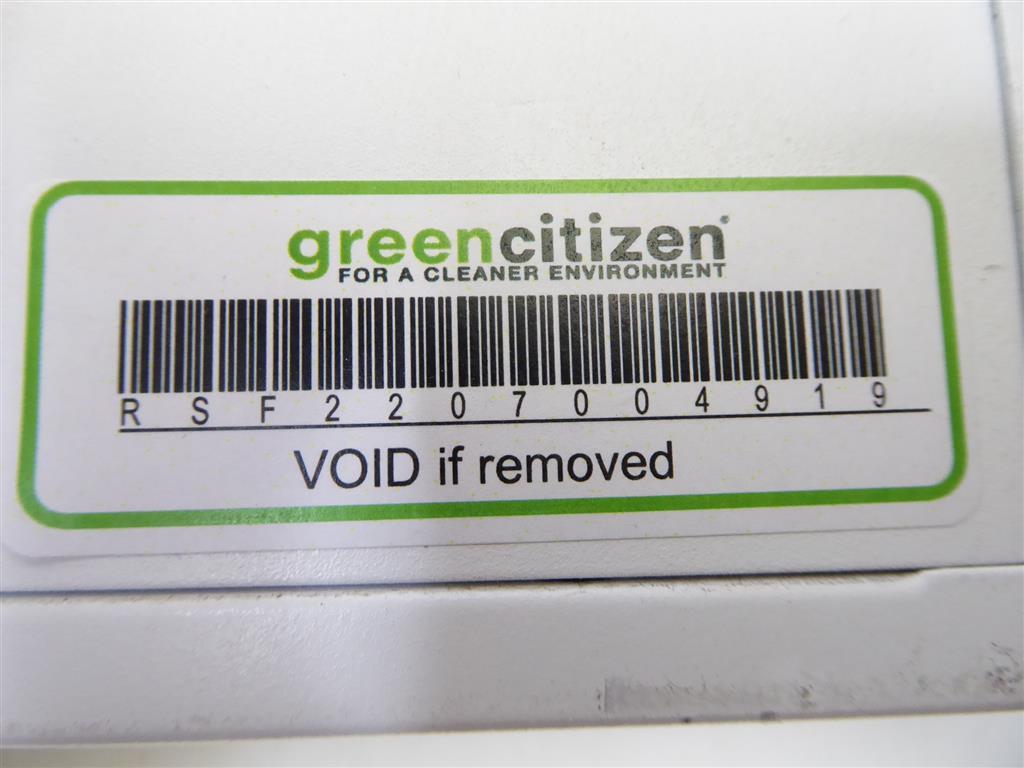 greencitizen
FOR A CLEANER ENVIRONMENT
RSF2207004919
VOID if removed